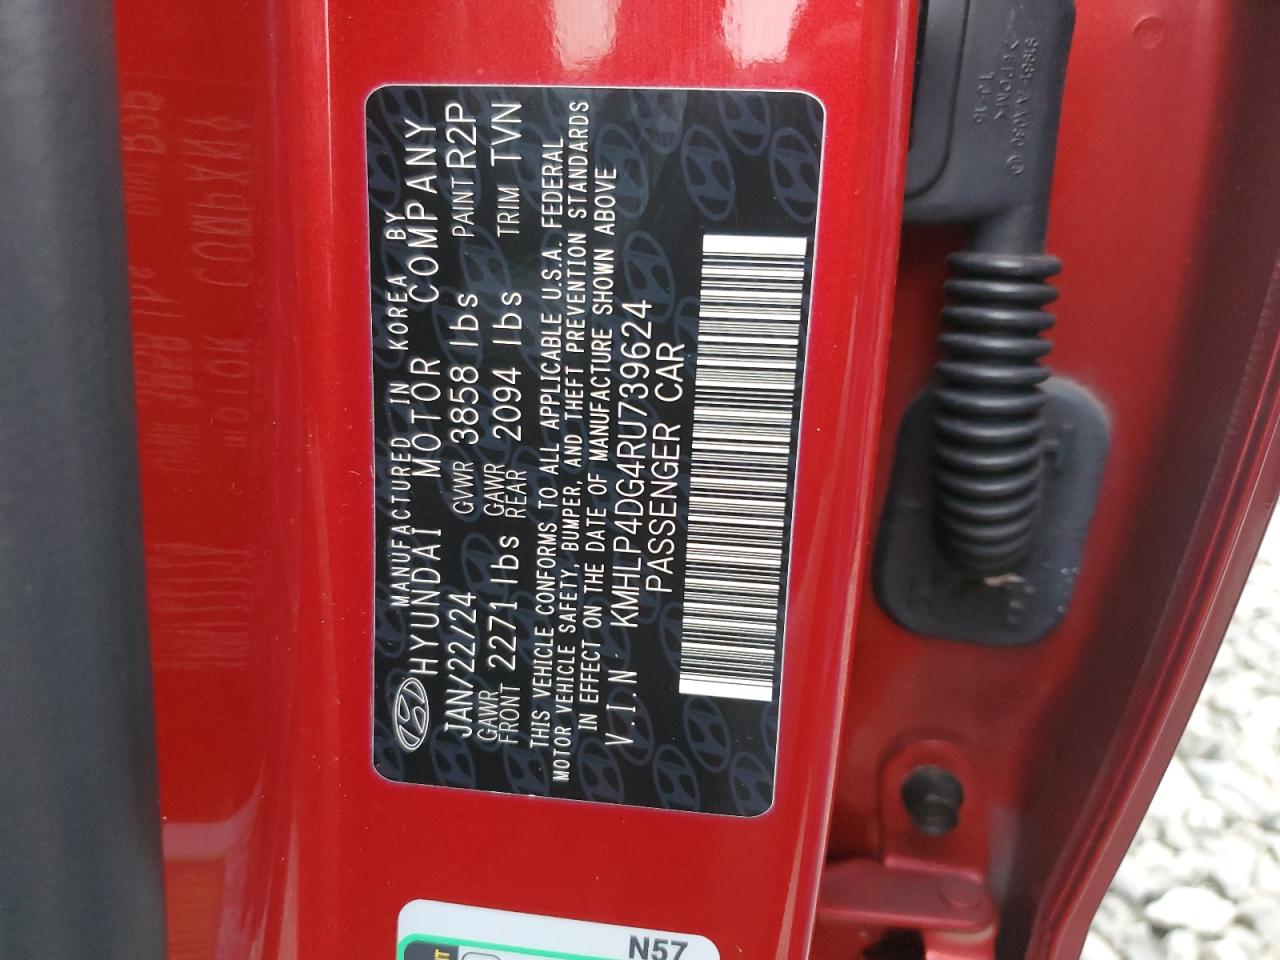 MANUFACTURED IN KOREA BY
HYUNDAI MOTOR COMPANY
JAN/22/24 GVWR 3858 lbs PAINT R2P
GAWR FRONT 2271 lbs GAWR REAR 2094 lbs TRIM TVN
THIS VEHICLE CONFORMS TO ALL APPLICABLE U.S.A. FEDERAL
MOTOR VEHICLE SAFETY, BUMPER, AND THEFT PREVENTION STANDARDS
IN EFFECT ON THE DATE OF MANUFACTURE SHOWN ABOVE
V.I.N KMHLP4DG4RU739624
PASSENGER CAR
N57